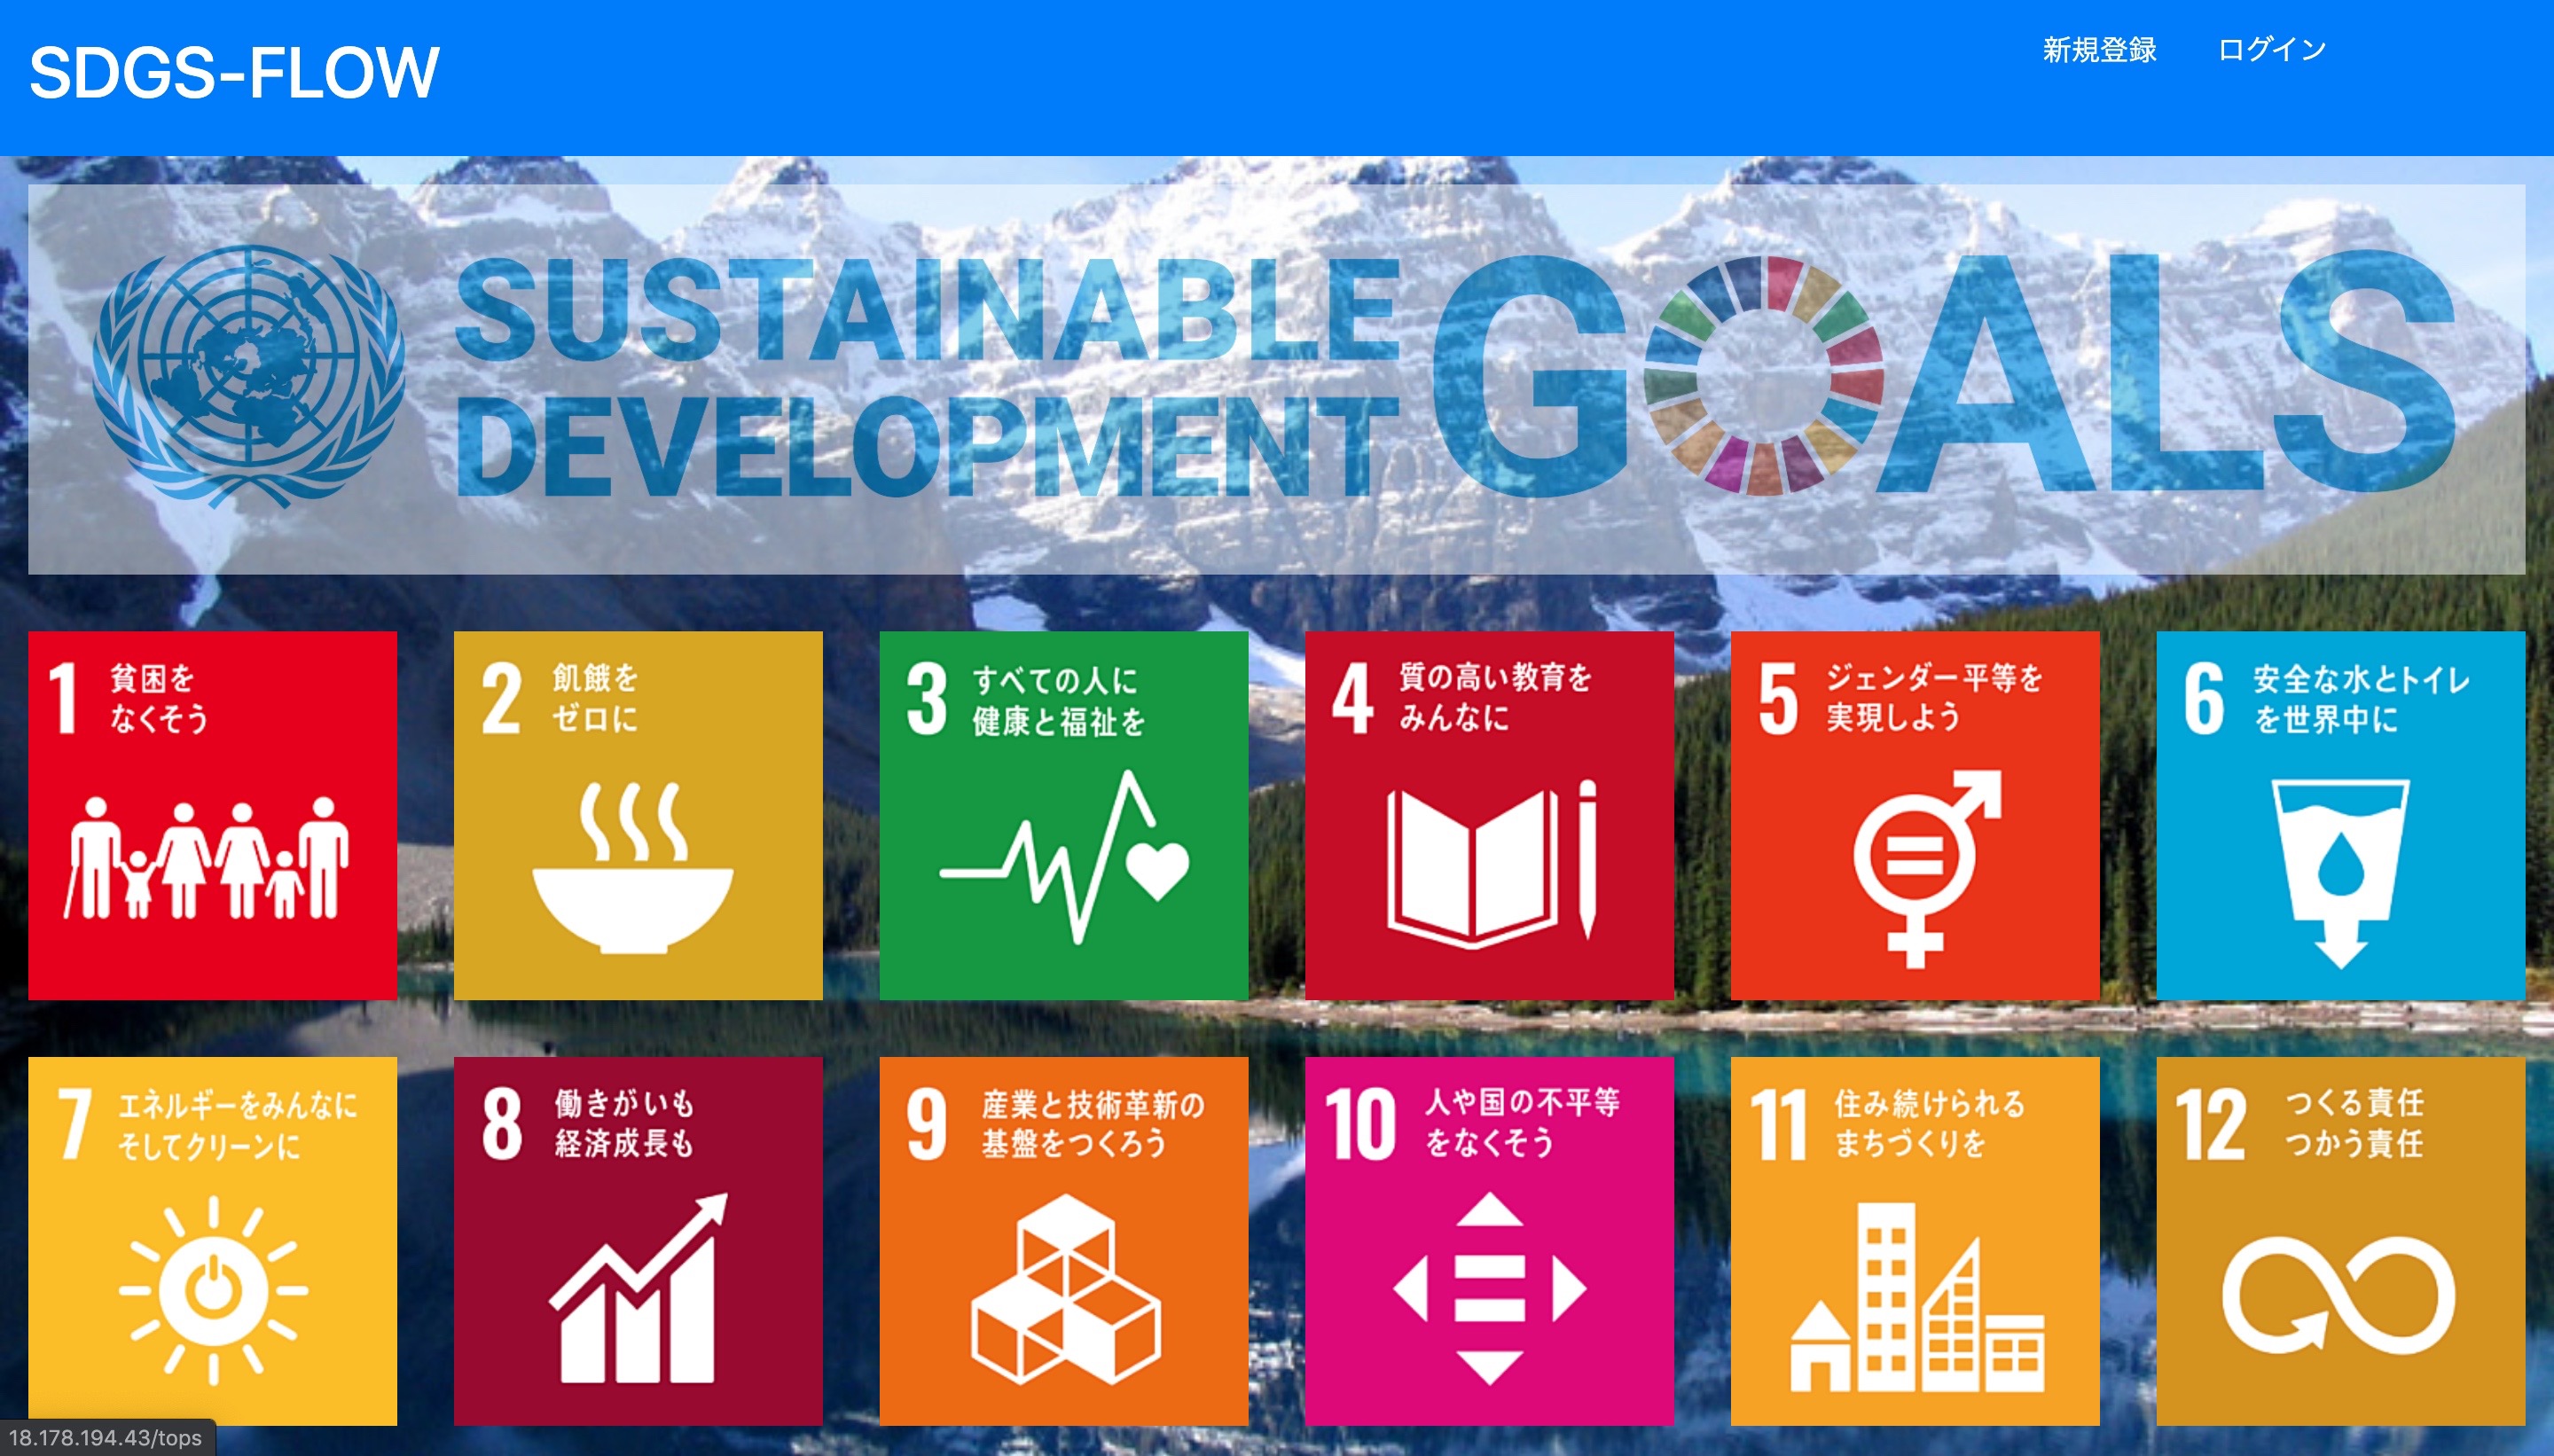 SDGS-FLOW
新規登録 ログイン
SUSTAINABLE
DEVELOPMENT
GOALS
1 貧困を
なくそう
2 飢餓を
ゼロに
3 すべての人に
健康と福祉を
4 質の高い教育を
みんなに
5 ジェンダー平等を
実現しよう
6 安全な水とトイレ
を世界中に
7 エネルギーをみんなに
そしてクリーンに
8 働きがいも
経済成長も
9 産業と技術革新の
基盤をつくろう
10 人や国の不平等
をなくそう
11 住み続けられる
まちづくりを
12 つくる責任
つかう責任
18.178.194.43/tops